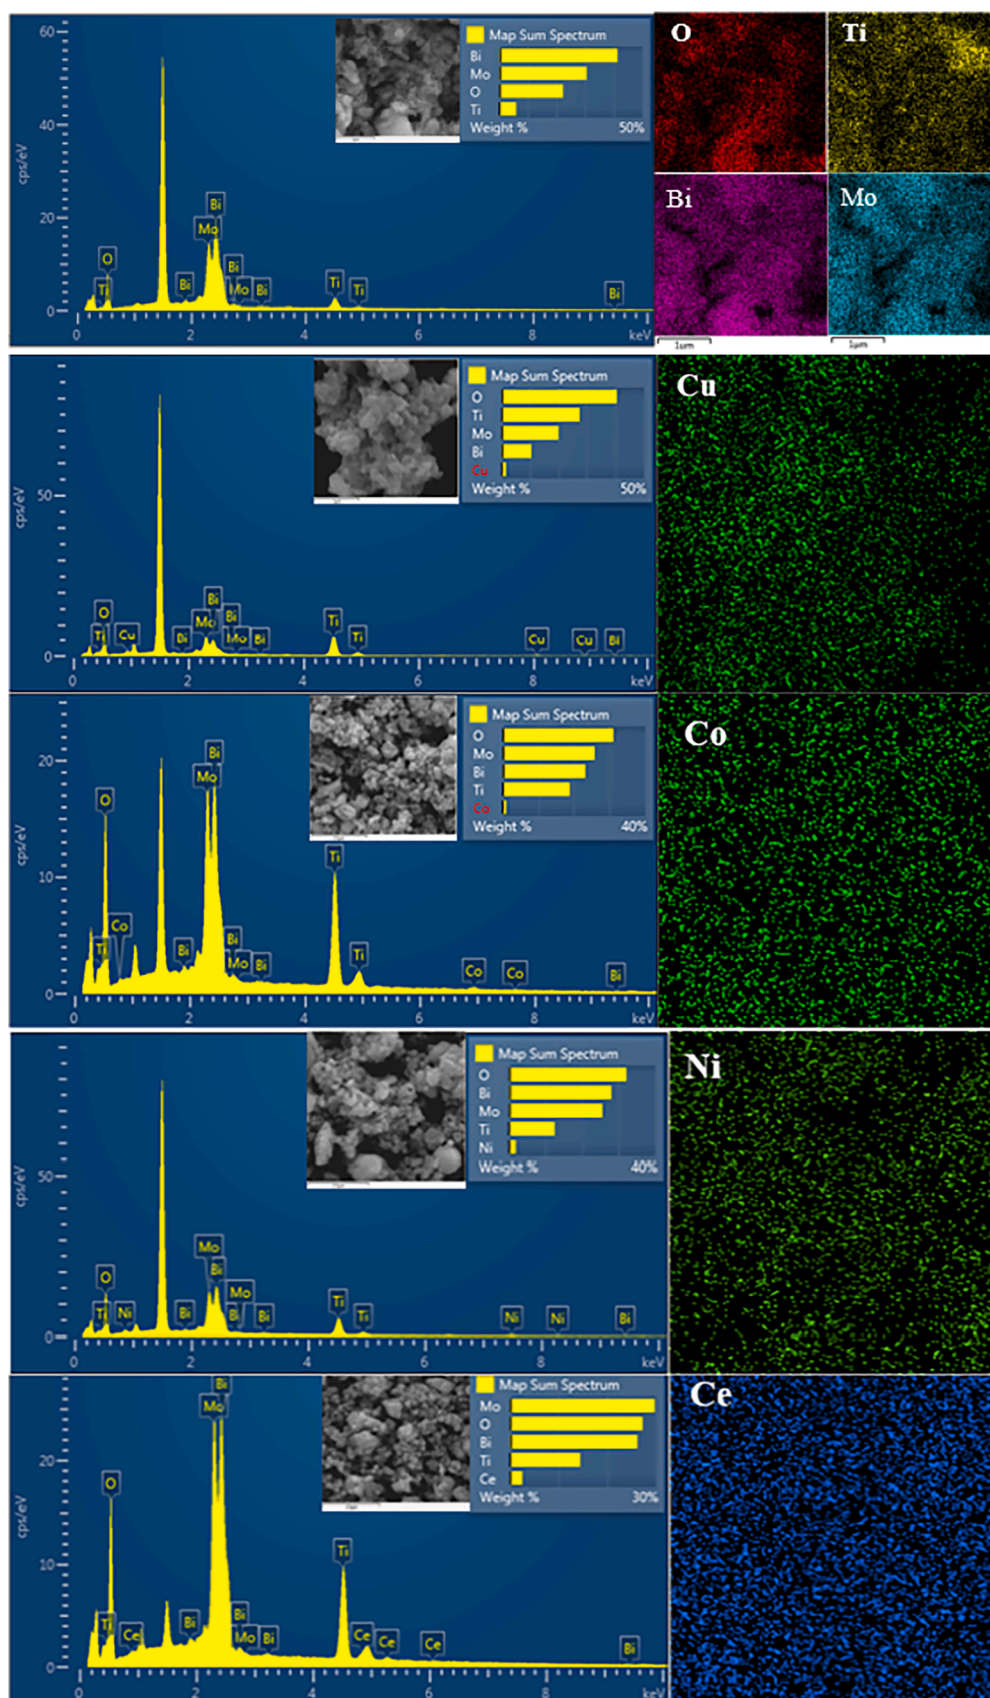 60
Map Sum Spectrum
Bi
Mo
O
Ti
Weight % 50%
40
cps/eV
20
Bi
Mo
O
Bi
Ti
Bi
Mo
Bi
Ti
Ti
Bi
0
0 2 4 6 8 keV
O
Ti
Bi
Mo
1µm
1µm
Map Sum Spectrum
O
Ti
Mo
Bi
Cu
Weight % 50%
50
cps/eV
Bi
O
Mo
Bi
Ti
Ti
Cu
Bi
Mo
Bi
Ti
Cu
Cu
Bi
0
0 2 4 6 8 keV
Cu
Map Sum Spectrum
O
Mo
Bi
Ti
Co
Weight % 40%
20
cps/eV
Bi
Mo
O
Ti
10
Co
Ti
Bi
Bi
Mo
Bi
Ti
Co
Co
Bi
0
0 2 4 6 8 keV
Co
Map Sum Spectrum
O
Bi
Mo
Ti
Ni
Weight % 40%
50
cps/eV
Mo
O
Bi
Mo
Ti
Ni
Bi
Bi
Bi
Ti
Ti
Ni
Ni
Bi
0
0 2 4 6 8 keV
Ni
Map Sum Spectrum
Mo
O
Bi
Ti
Ce
Weight % 30%
20
cps/eV
Bi
Mo
O
Ti
10
Ti
Ce
Bi
Bi
Mo
Bi
Ce
Ce
Ce
Bi
0
0 2 4 6 8 keV
Ce